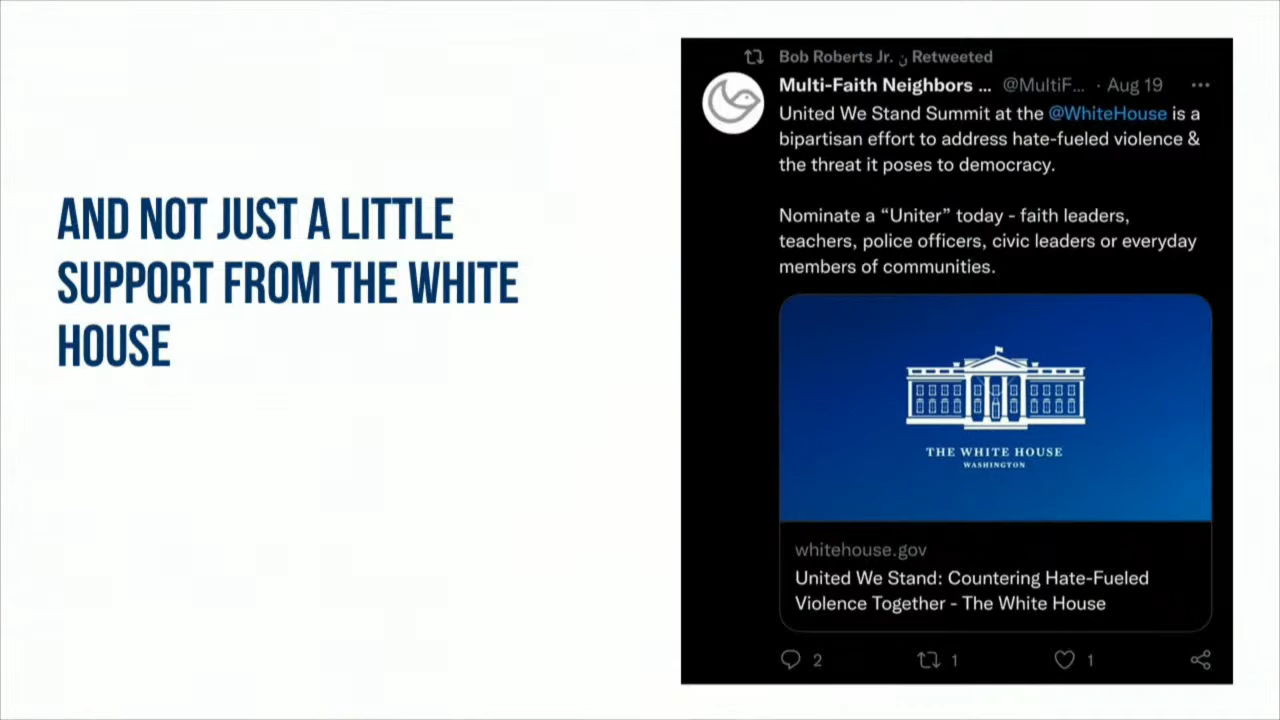 AND NOT JUST A LITTLE
SUPPORT FROM THE WHITE
HOUSE
Bob Roberts Jr. ن Retweeted
Multi-Faith Neighbors ... @MultiF... · Aug 19 ...
United We Stand Summit at the @WhiteHouse is a
bipartisan effort to address hate-fueled violence &
the threat it poses to democracy.
Nominate a “Uniter” today - faith leaders,
teachers, police officers, civic leaders or everyday
members of communities.
THE WHITE HOUSE
WASHINGTON
whitehouse.gov
United We Stand: Countering Hate-Fueled
Violence Together - The White House
2 1 1